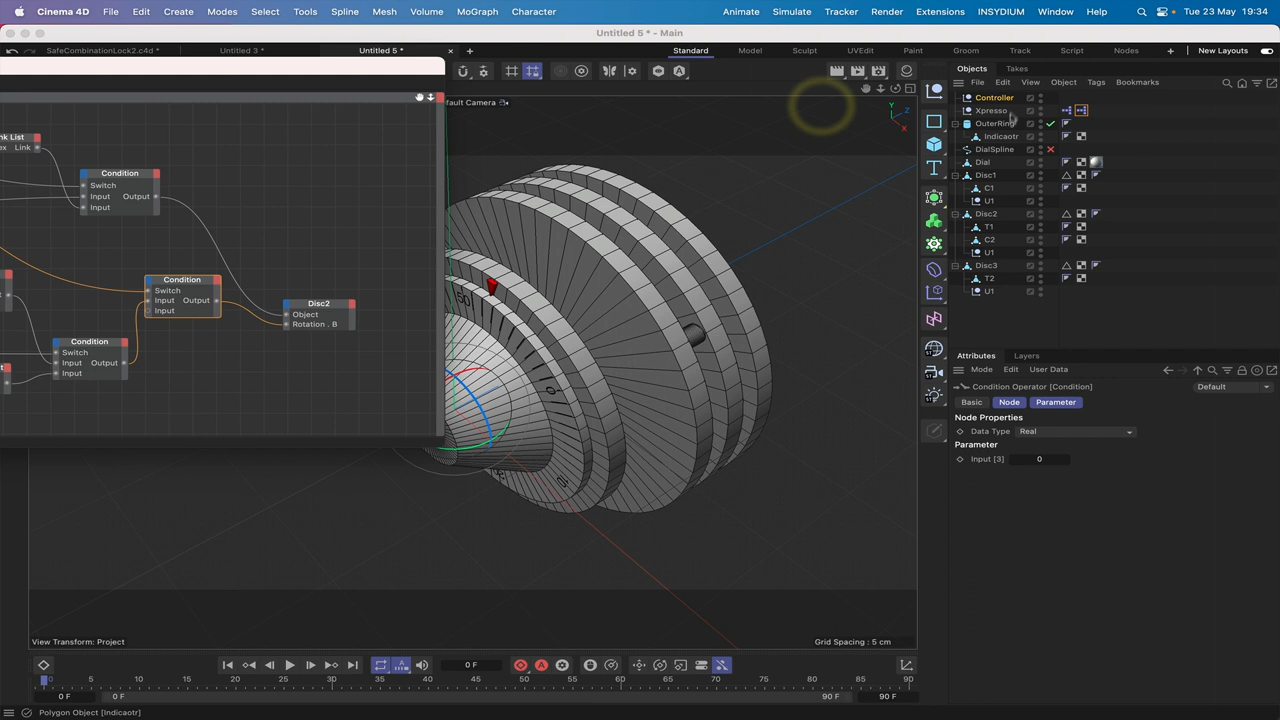 Cinema 4D File Edit Create Modes Select Tools Spline Mesh Volume MoGraph Character Animate Simulate Tracker Render Extensions INSYDIUM Window Help Tue 23 May 19:34
Untitled 5 * - Main
SafeCombinationLock2.c4d * Untitled 3 * Untitled 5 * Standard Model Sculpt UVEdit Paint Groom Track Script Nodes New Layouts
Objects Takes
File Edit View Object Tags Bookmarks
fault Camera
Y
Z
X
Controller
Xpresso
OuterRing
Indicaotr
DialSpline
Dial
Disc1
C1
U1
Disc2
T1
C2
U1
Disc3
T2
U1
nk List
ex Link
Condition
Switch
Input Output
Input
Condition
Switch
Input Output
Input
Disc2
Object
Rotation . B
Condition
Switch
Input Output
Input
t
50
0
10
Attributes Layers
Mode Edit User Data
Condition Operator [Condition] Default
Basic Node Parameter
Node Properties
Data Type Real
Parameter
Input [3] 0
View Transform: Project Grid Spacing : 5 cm
0 F
0 5 10 15 20 25 30 35 40 45 50 55 60 65 70 75 80 85 90
0 F 0 F 90 F 90 F
Polygon Object [Indicaotr]